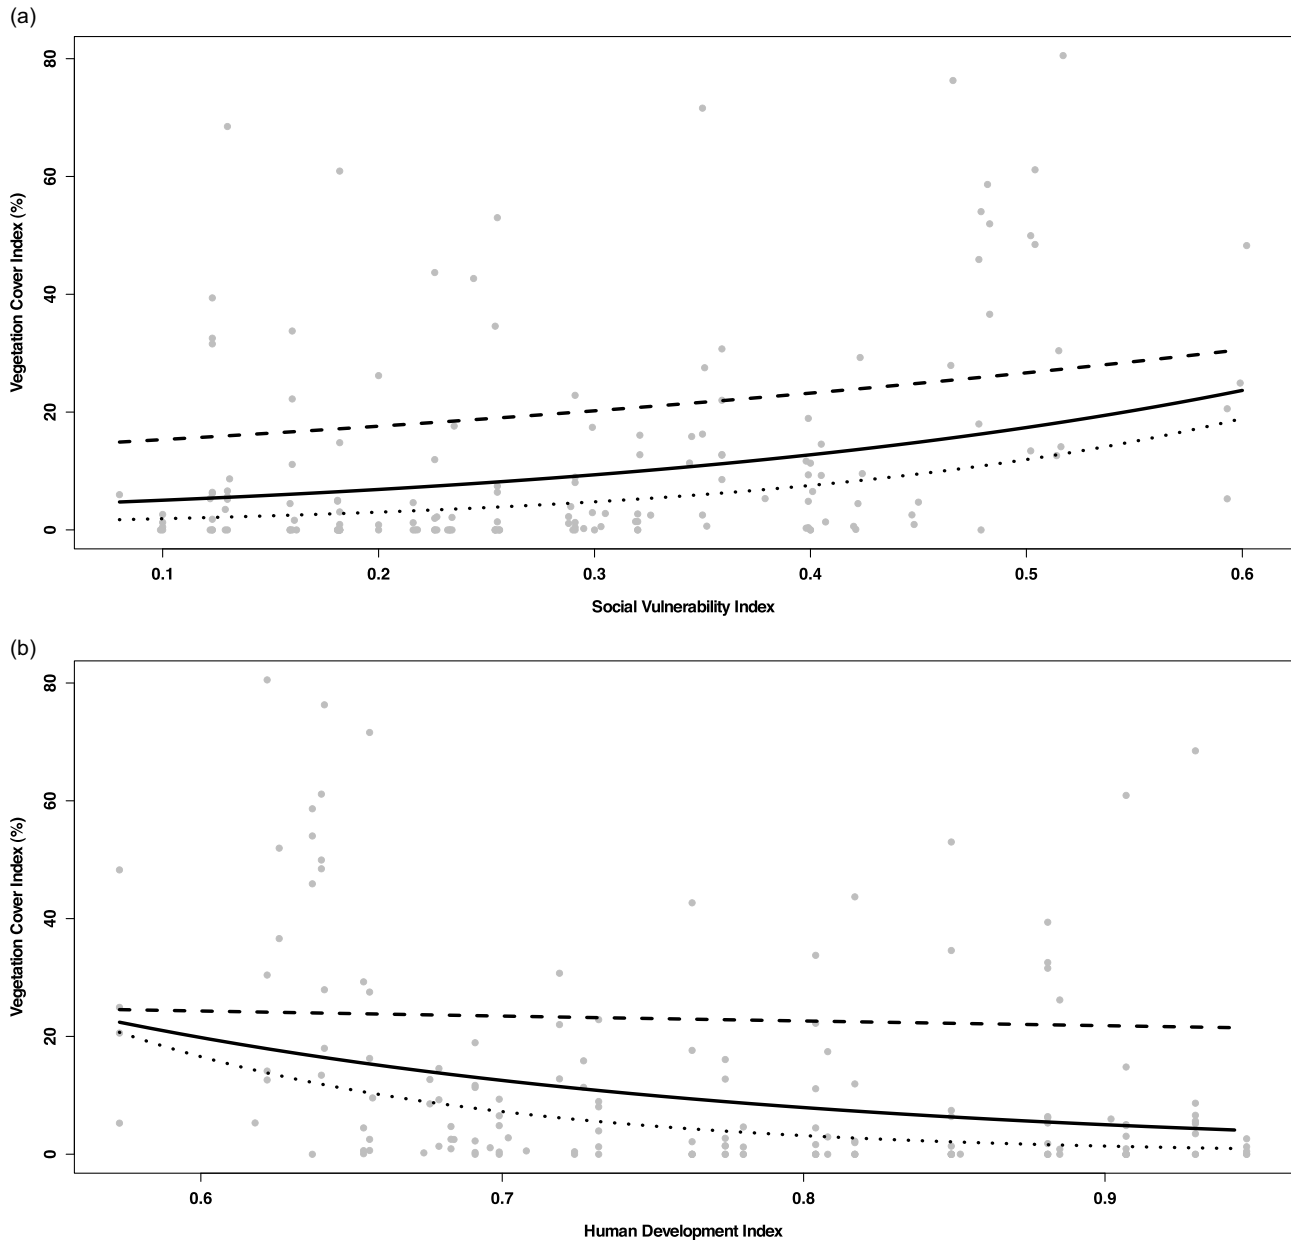 (a)
80
60
40
20
0
Vegetation Cover Index (%)
0.1 0.2 0.3 0.4 0.5 0.6
Social Vulnerability Index
(b)
80
60
40
20
0
Vegetation Cover Index (%)
0.6 0.7 0.8 0.9
Human Development Index